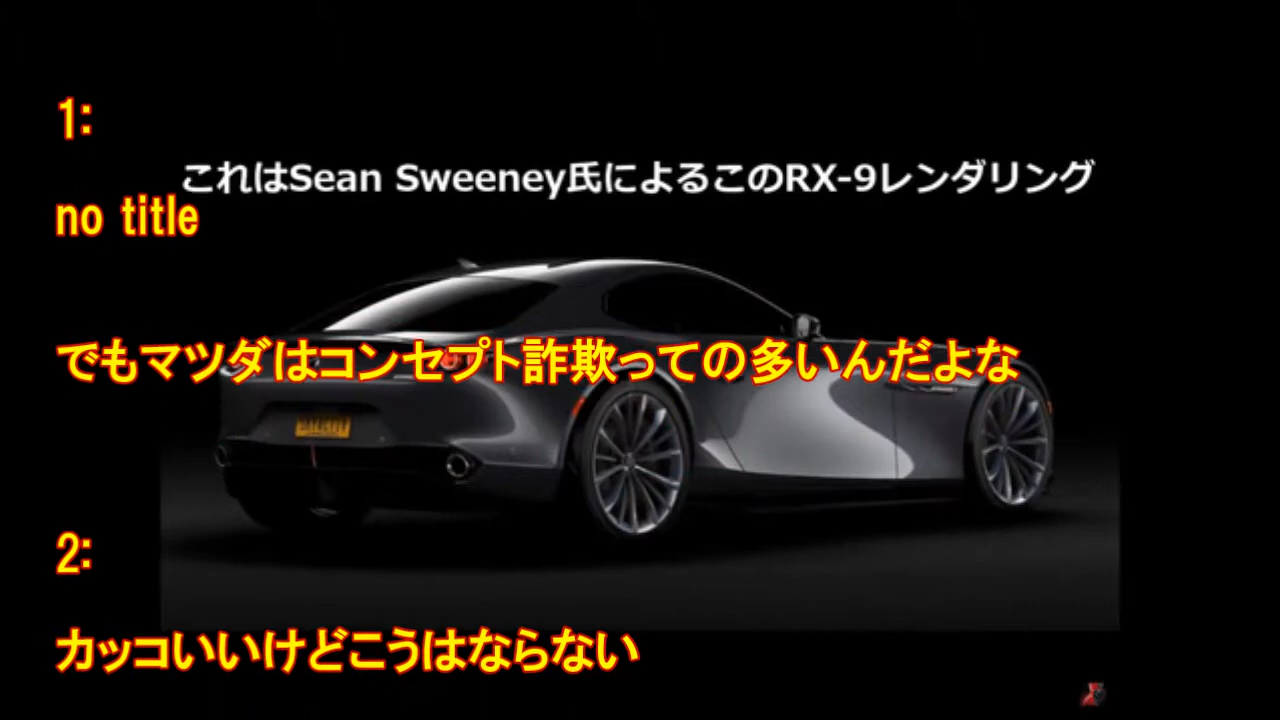 1:
これはSean Sweeney氏によるこのRX-9レンダリング
no title
でもマツダはコンセプト詐欺っての多いんだよな
2:
カッコいいけどこうはならない